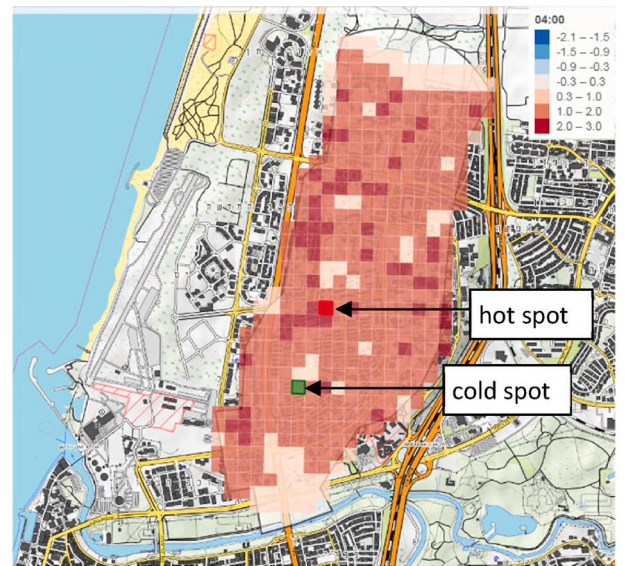 04:00
-2.1 – -1.5
-1.5 – -0.9
-0.9 – -0.3
-0.3 – 0.3
0.3 – 1.0
1.0 – 2.0
2.0 – 3.0
hot spot
cold spot